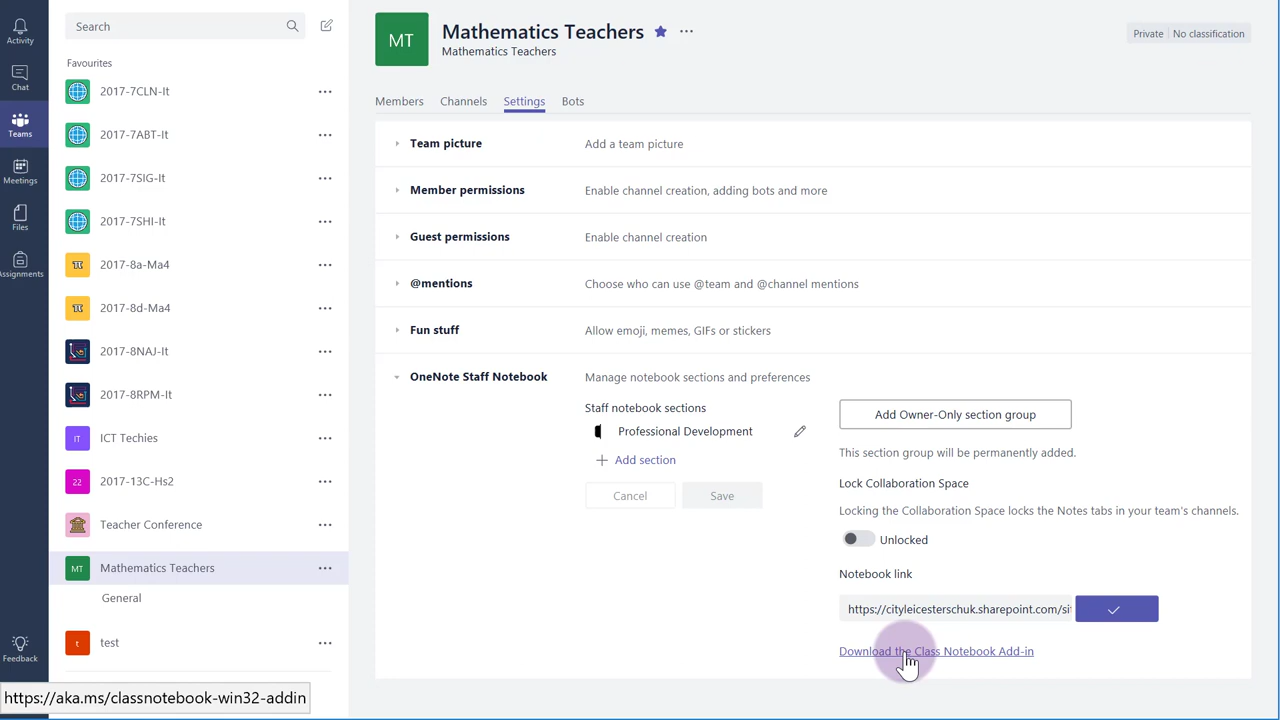 Activity
Chat
Teams
Meetings
Files
Assignments
Feedback
Search
Favourites
2017-7CLN-It
2017-7ABT-It
2017-7SIG-It
2017-7SHI-It
2017-8a-Ma4
2017-8d-Ma4
2017-8NAJ-It
2017-8RPM-It
IT ICT Techies
22 2017-13C-Hs2
Teacher Conference
MT Mathematics Teachers
General
t test
https://aka.ms/classnotebook-win32-addin
MT
Mathematics Teachers
Mathematics Teachers
Private No classification
Members Channels Settings Bots
Team picture Add a team picture
Member permissions Enable channel creation, adding bots and more
Guest permissions Enable channel creation
@mentions Choose who can use @team and @channel mentions
Fun stuff Allow emoji, memes, GIFs or stickers
OneNote Staff Notebook Manage notebook sections and preferences
Staff notebook sections
Professional Development
Add section
Cancel Save
Add Owner-Only section group
This section group will be permanently added.
Lock Collaboration Space
Locking the Collaboration Space locks the Notes tabs in your team's channels.
Unlocked
Notebook link
https://cityleicesterschuk.sharepoint.com/si
Download the Class Notebook Add-in